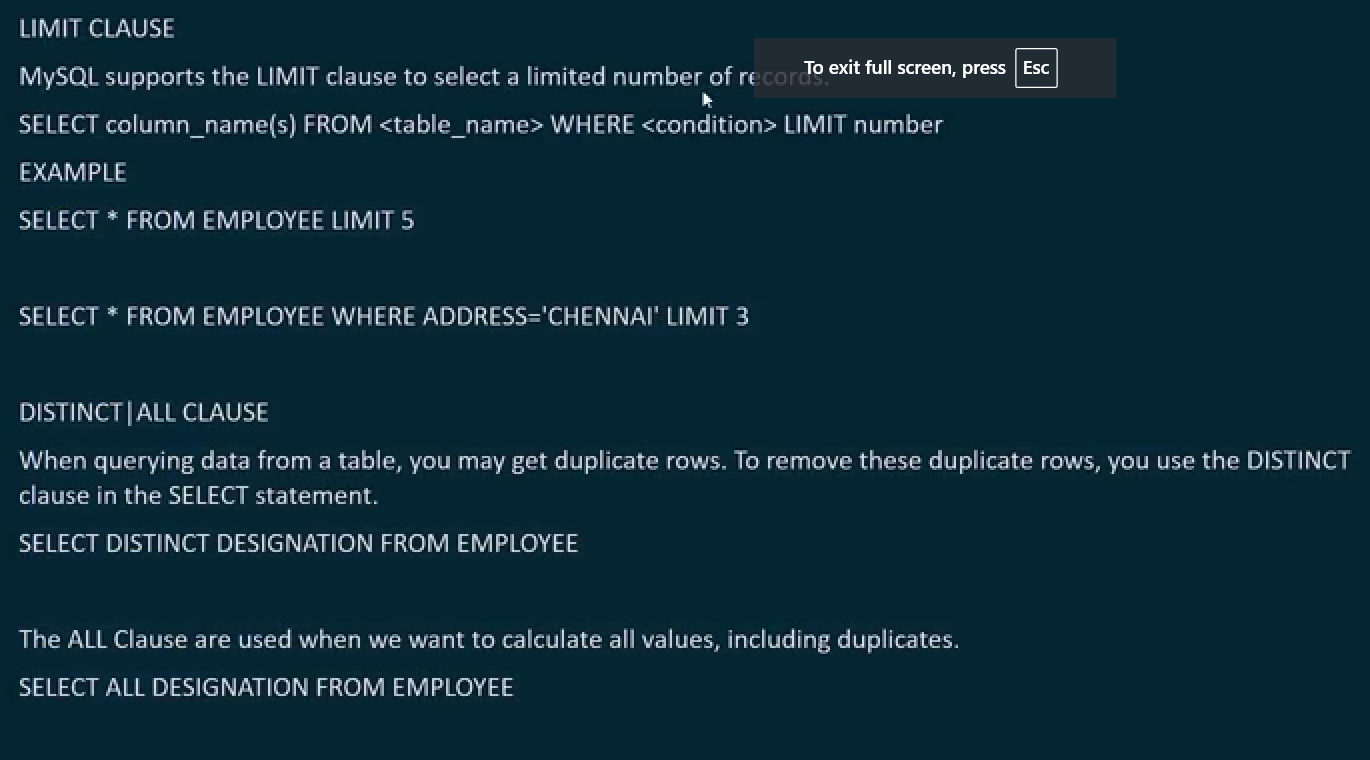 LIMIT CLAUSE
MySQL supports the LIMIT clause to select a limited number of records.
To exit full screen, press Esc
SELECT column_name(s) FROM <table_name> WHERE <condition> LIMIT number
EXAMPLE
SELECT * FROM EMPLOYEE LIMIT 5
SELECT * FROM EMPLOYEE WHERE ADDRESS='CHENNAI' LIMIT 3
DISTINCT|ALL CLAUSE
When querying data from a table, you may get duplicate rows. To remove these duplicate rows, you use the DISTINCT
clause in the SELECT statement.
SELECT DISTINCT DESIGNATION FROM EMPLOYEE
The ALL Clause are used when we want to calculate all values, including duplicates.
SELECT ALL DESIGNATION FROM EMPLOYEE